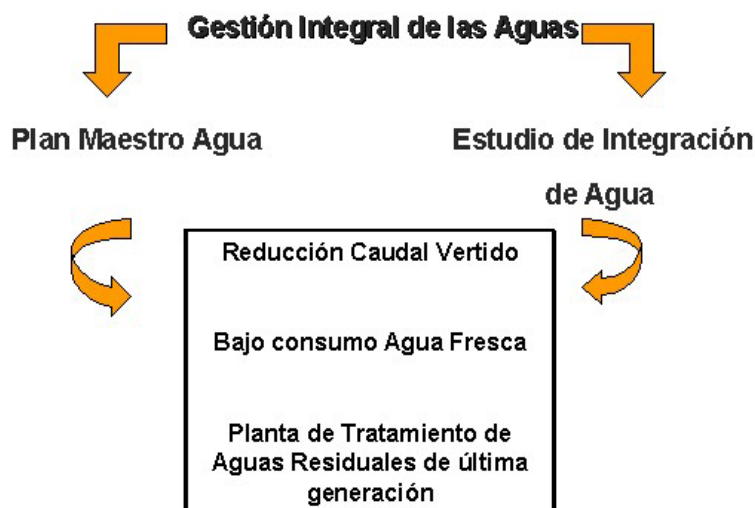 Gestión Integral de las Aguas
Plan Maestro Agua
Estudio de Integración
de Agua
Reducción Caudal Vertido
Bajo consumo Agua Fresca
Planta de Tratamiento de
Aguas Residuales de última
generación